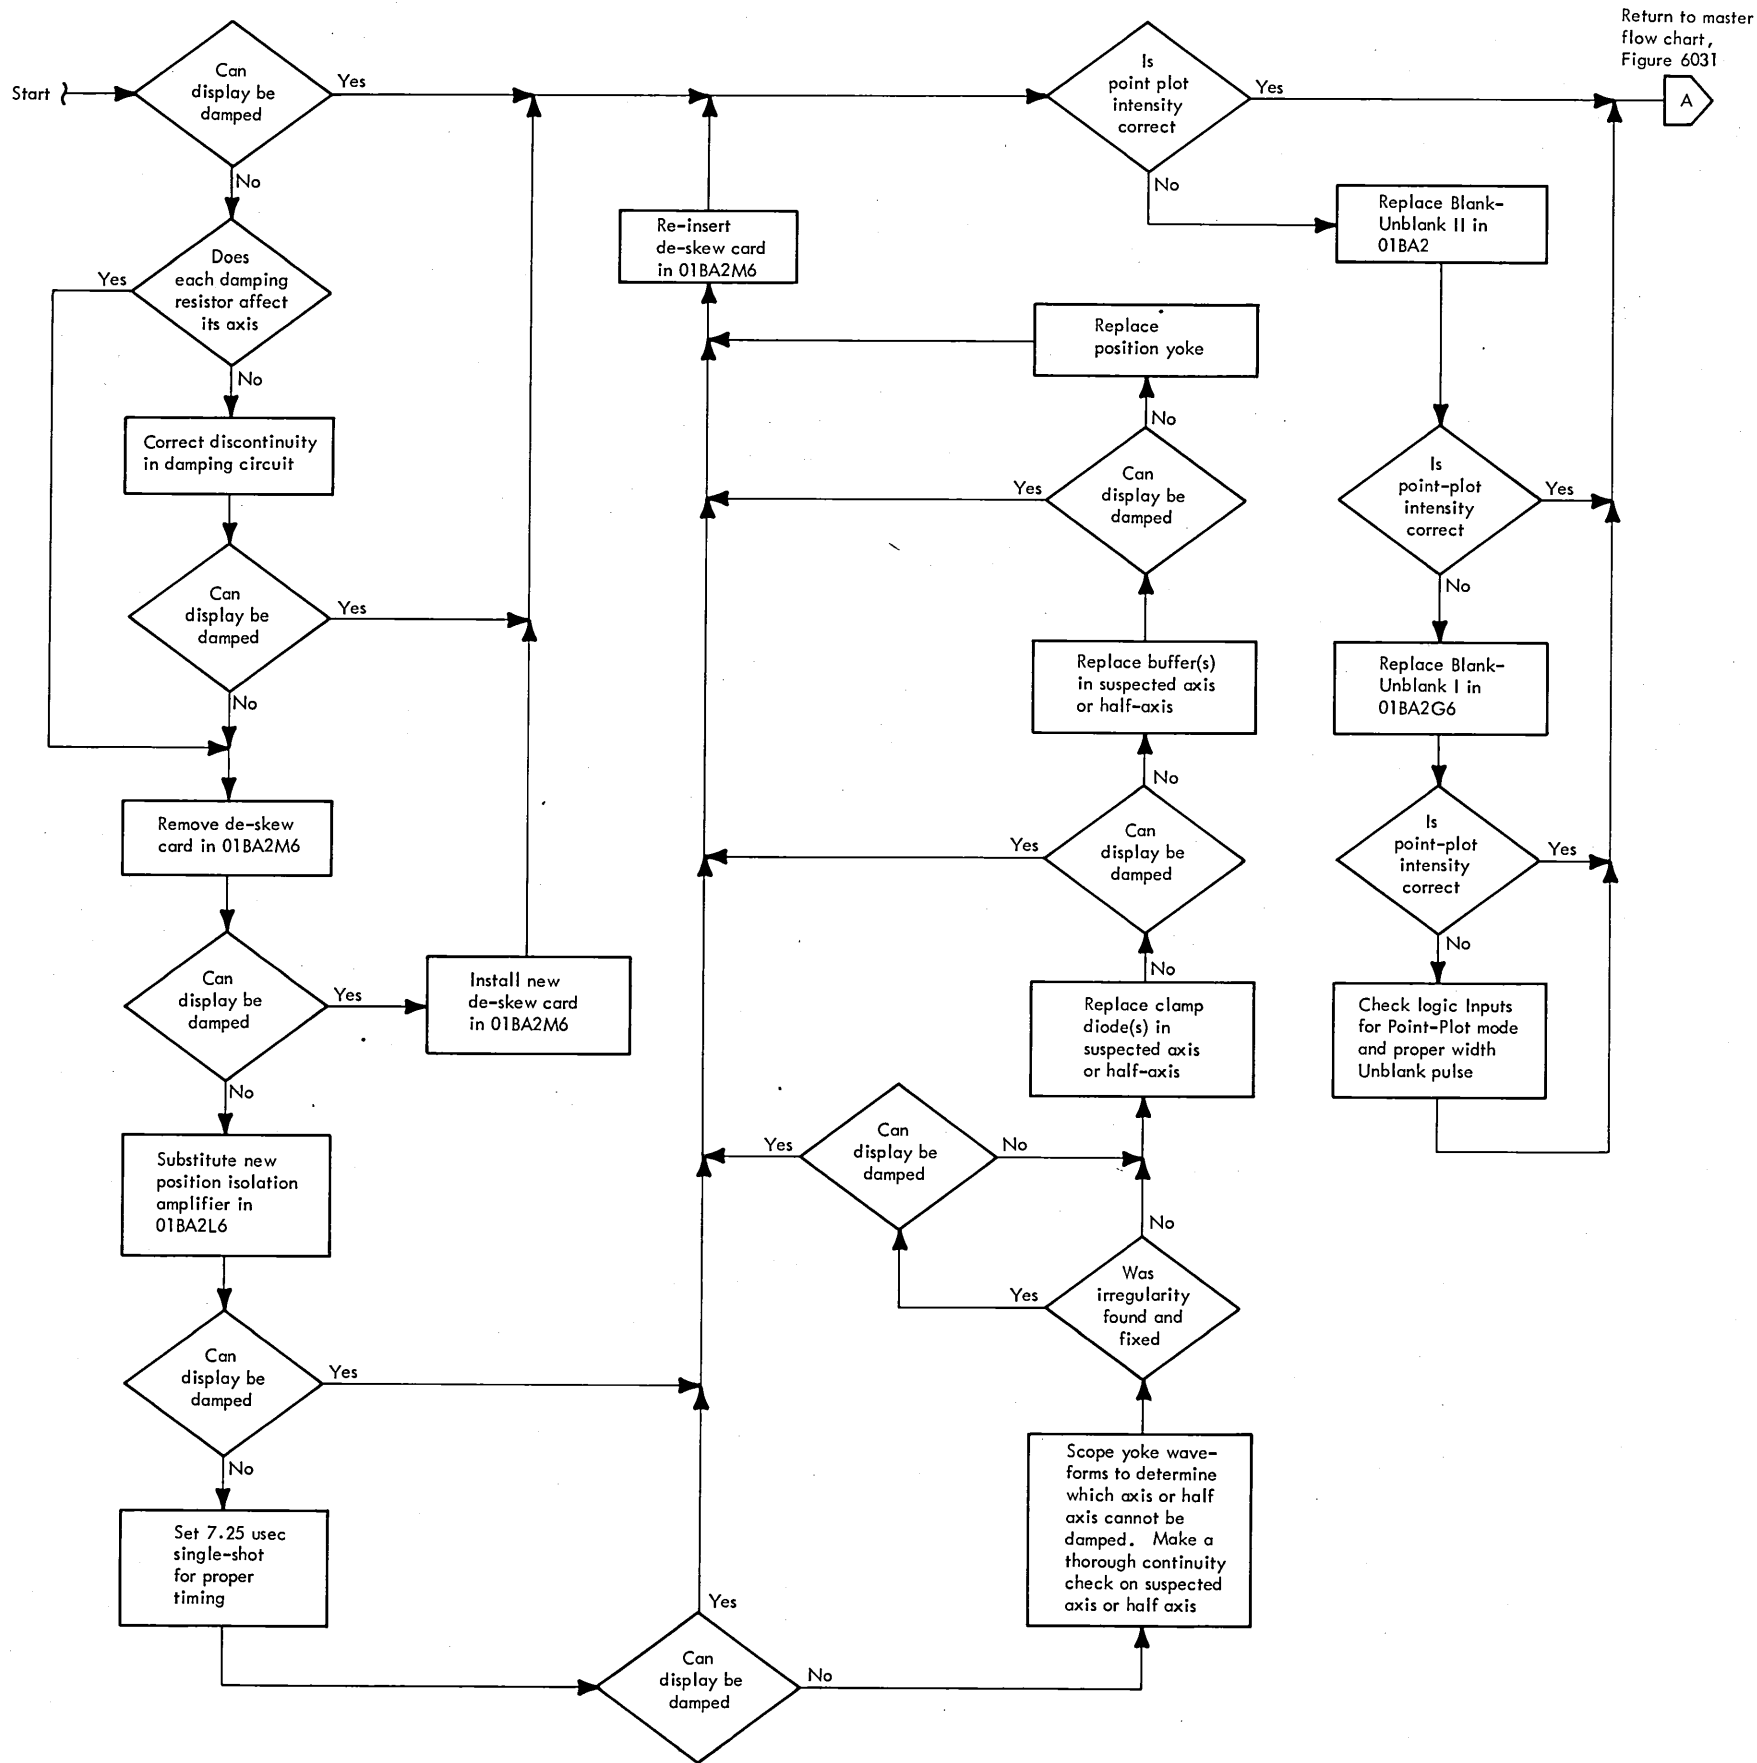 Return to master
flow chart,
Figure 6031
A
Start
Can
display be
damped
Yes
No
Does
each damping
resistor affect
its axis
Yes
No
Correct discontinuity
in damping circuit
Can
display be
damped
Yes
No
Remove de-skew
card in 01BA2M6
Can
display be
damped
Yes
No
Install new
de-skew card
in 01BA2M6
Substitute new
position isolation
amplifier in
01BA2L6
Can
display be
damped
Yes
No
Set 7.25 usec
single-shot
for proper
timing
Can
display be
damped
Yes
No
Re-insert
de-skew card
in 01BA2M6
Replace
position yoke
No
Can
display be
damped
Yes
Replace buffer(s)
in suspected axis
or half-axis
No
Can
display be
damped
Yes
No
Replace clamp
diode(s) in
suspected axis
or half-axis
Can
display be
damped
Yes
No
No
Was
irregularity
found and
fixed
Yes
Scope yoke wave-
forms to determine
which axis or half
axis cannot be
damped. Make a
thorough continuity
check on suspected
axis or half axis
Is
point plot
intensity
correct
Yes
No
Replace Blank-
Unblank II in
01BA2
Is
point-plot
intensity
correct
Yes
No
Replace Blank-
Unblank I in
01BA2G6
Is
point-plot
intensity
correct
Yes
No
Check logic Inputs
for Point-Plot mode
and proper width
Unblank pulse